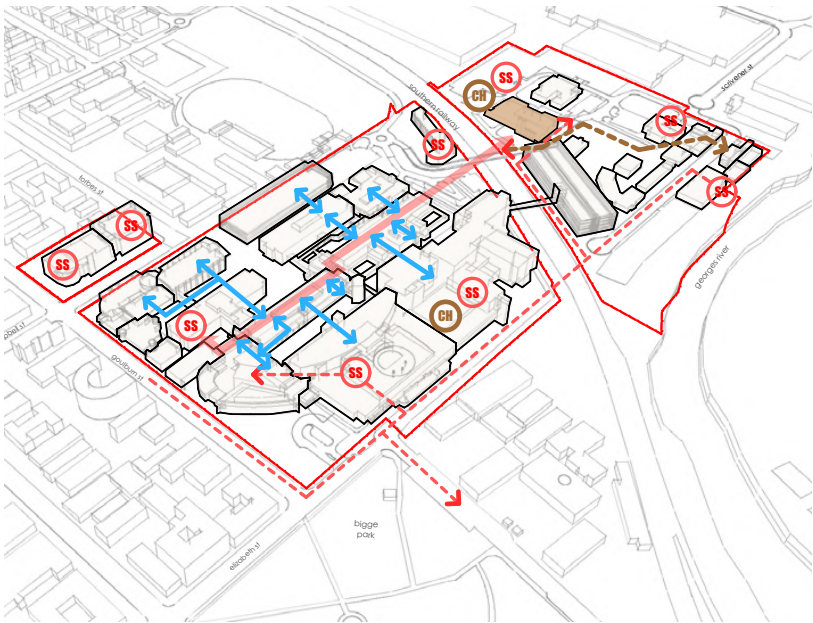 SS
CH
southern railway
scrivener st
SS
SS
forbes st
SS
SS
SS
georges river
SS
CH
SS
goulburn st
SS
bigge
park
elizabeth st